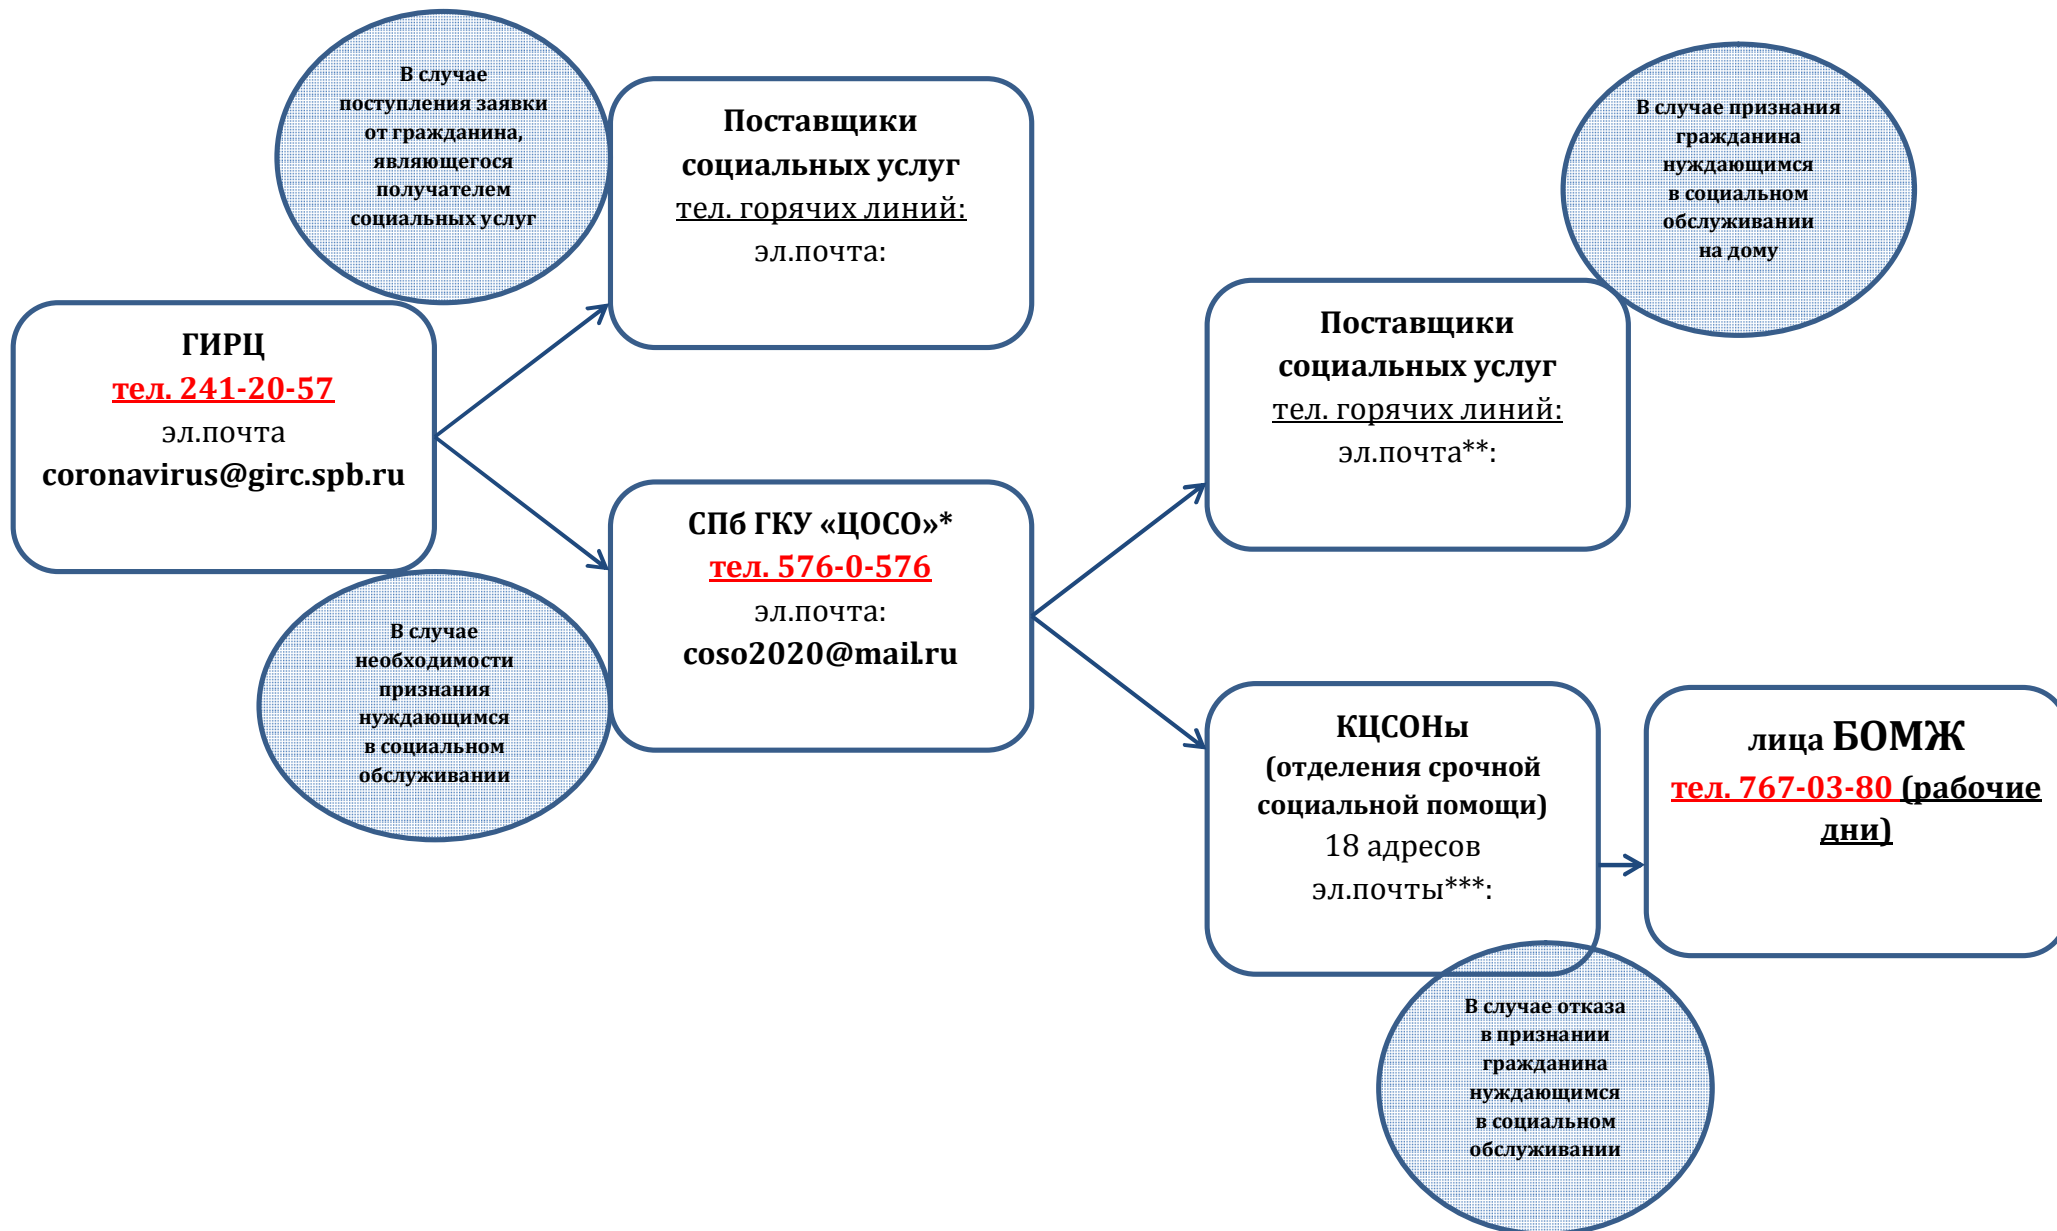 В случае
поступления заявки
от гражданина,
являющегося
получателем
социальных услуг
Поставщики
социальных услуг
тел. горячих линий:
эл.почта:
В случае признания
гражданина
нуждающимся
в социальном
обслуживании
на дому
ГИРЦ
тел. 241-20-57
эл.почта
coronavirus@girc.spb.ru
Поставщики
социальных услуг
тел. горячих линий:
эл.почта**:
СПб ГКУ «ЦОСО»*
тел. 576-0-576
эл.почта:
coso2020@mail.ru
В случае
необходимости
признания
нуждающимся
в социальном
обслуживании
КЦСОНы
(отделения срочной
социальной помощи)
18 адресов
эл.почты***:
лица БОМЖ
тел. 767-03-80 (рабочие
дни)
В случае отказа
в признании
гражданина
нуждающимся
в социальном
обслуживании